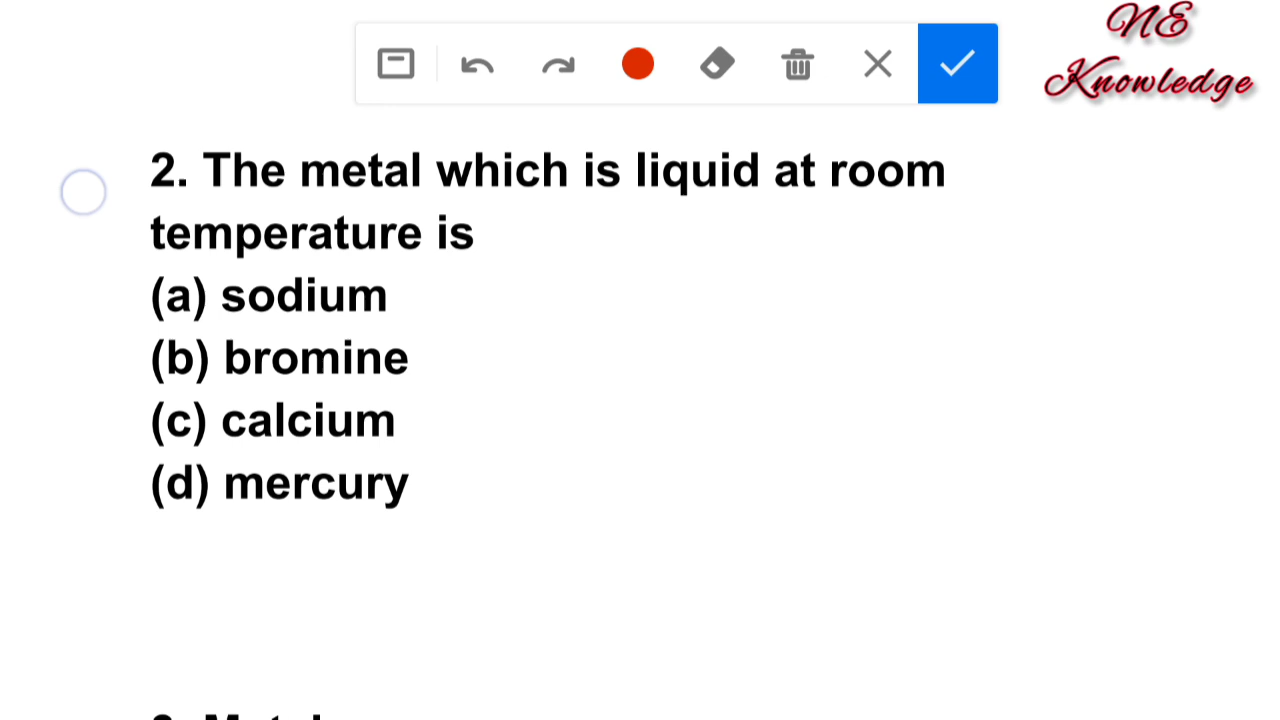 NE
Knowledge
2. The metal which is liquid at room
temperature is
(a) sodium
(b) bromine
(c) calcium
(d) mercury